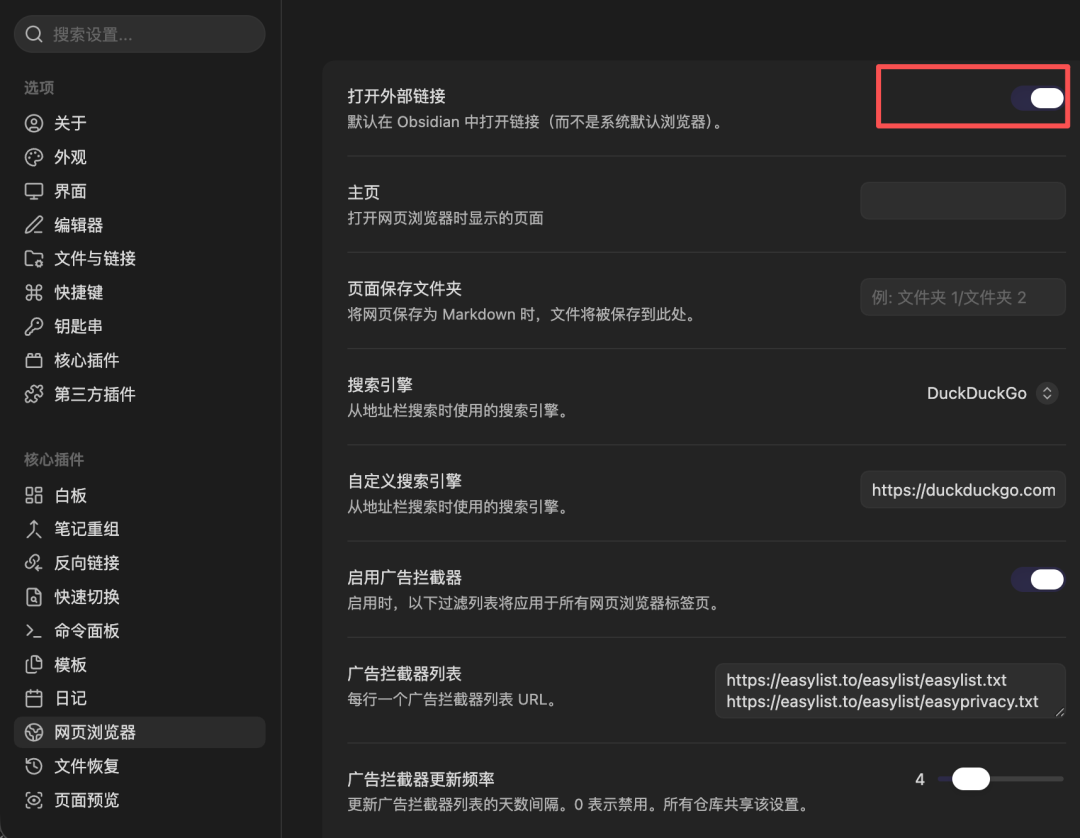 搜索设置...
选项
关于
外观
界面
编辑器
文件与链接
快捷键
钥匙串
核心插件
第三方插件
核心插件
白板
笔记重组
反向链接
快速切换
命令面板
模板
日记
网页浏览器
文件恢复
页面预览
打开外部链接
默认在 Obsidian 中打开链接（而不是系统默认浏览器）。
主页
打开网页浏览器时显示的页面
页面保存文件夹
将网页保存为 Markdown 时，文件将被保存到此处。
例: 文件夹 1/文件夹 2
搜索引擎
从地址栏搜索时使用的搜索引擎。
DuckDuckGo
自定义搜索引擎
从地址栏搜索时使用的搜索引擎。
https://duckduckgo.com
启用广告拦截器
启用时，以下过滤列表将应用于所有网页浏览器标签页。
广告拦截器列表
每行一个广告拦截器列表 URL。
https://easylist.to/easylist/easylist.txt
https://easylist.to/easylist/easyprivacy.txt
广告拦截器更新频率
更新广告拦截器列表的天数间隔。0 表示禁用。所有仓库共享该设置。
4